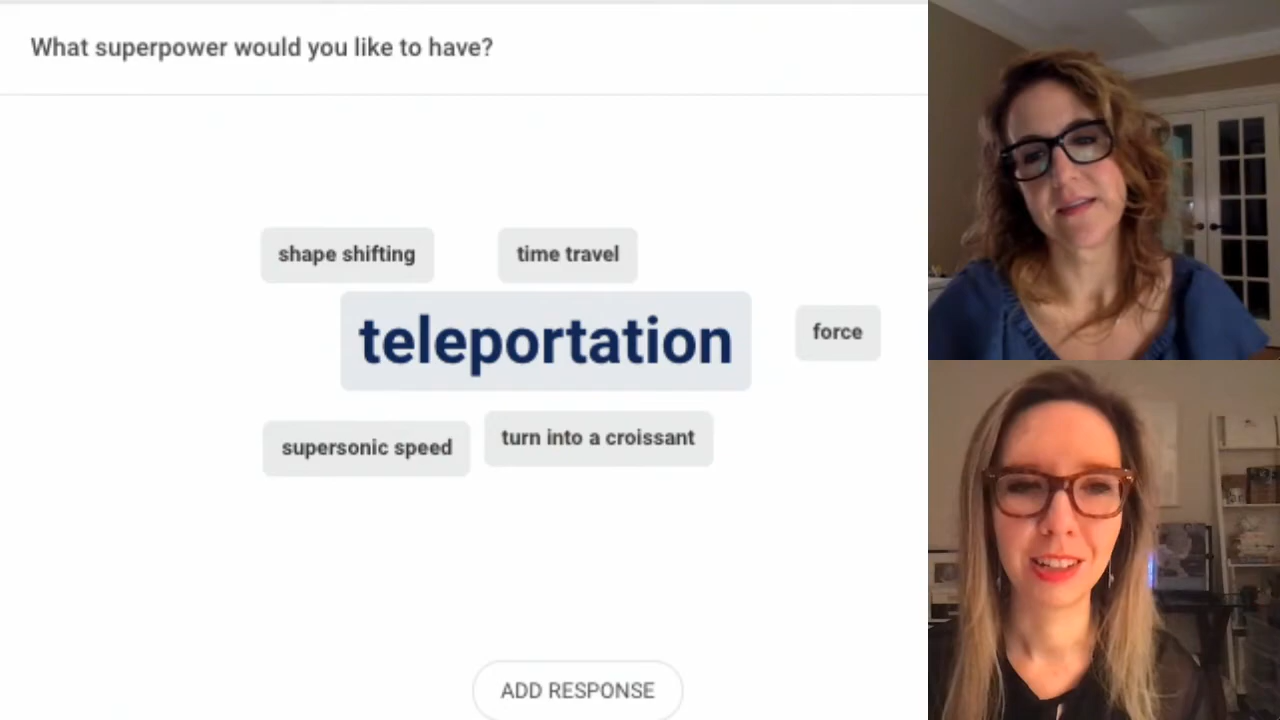 What superpower would you like to have?
shape shifting
time travel
teleportation
force
supersonic speed
turn into a croissant
ADD RESPONSE